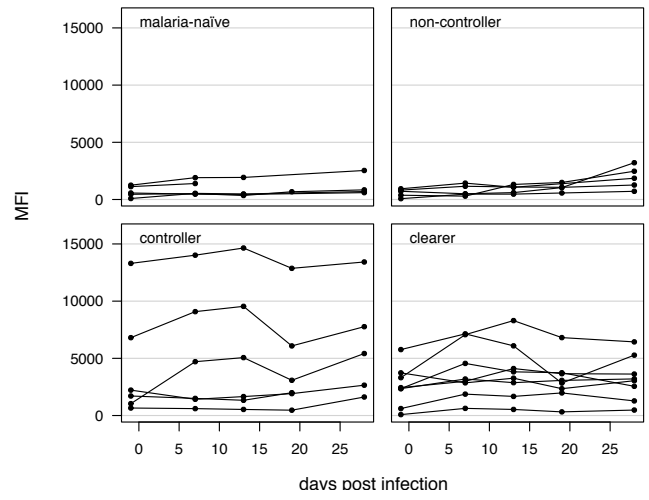 malaria-naïve
non-controller
15000
10000
5000
0
MFI
controller
clearer
15000
10000
5000
0
0 5 10 15 20 25
0 5 10 15 20 25
days post infection